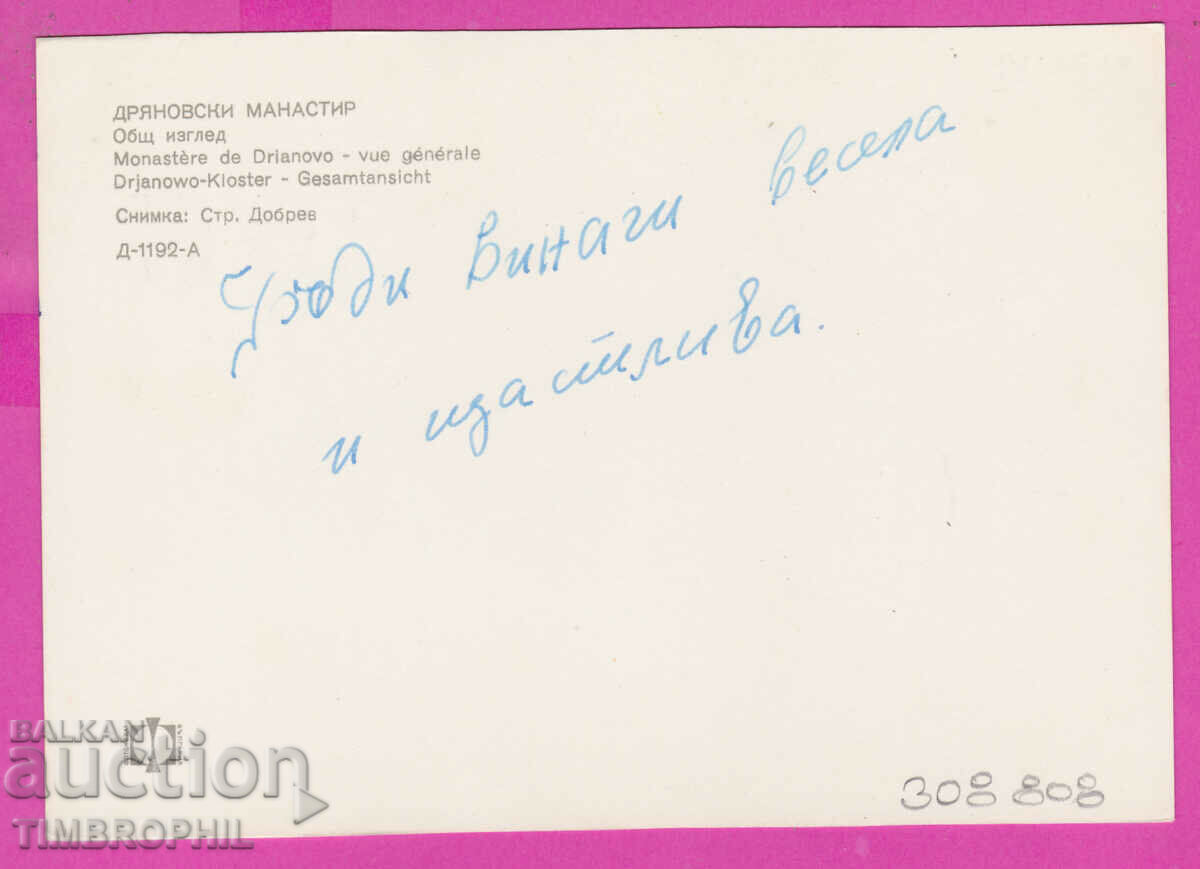 ДРЯНОВСКИ МАНАСТИР
Общ изглед
Monastère de Drianovo - vue générale
Drjanowo-Kloster - Gesamtansicht
Снимка: Стр. Добрев
Д-1192-А
винаги весела
и щастлива.
BALKAN
auction
TIMBROPHIL
308 808